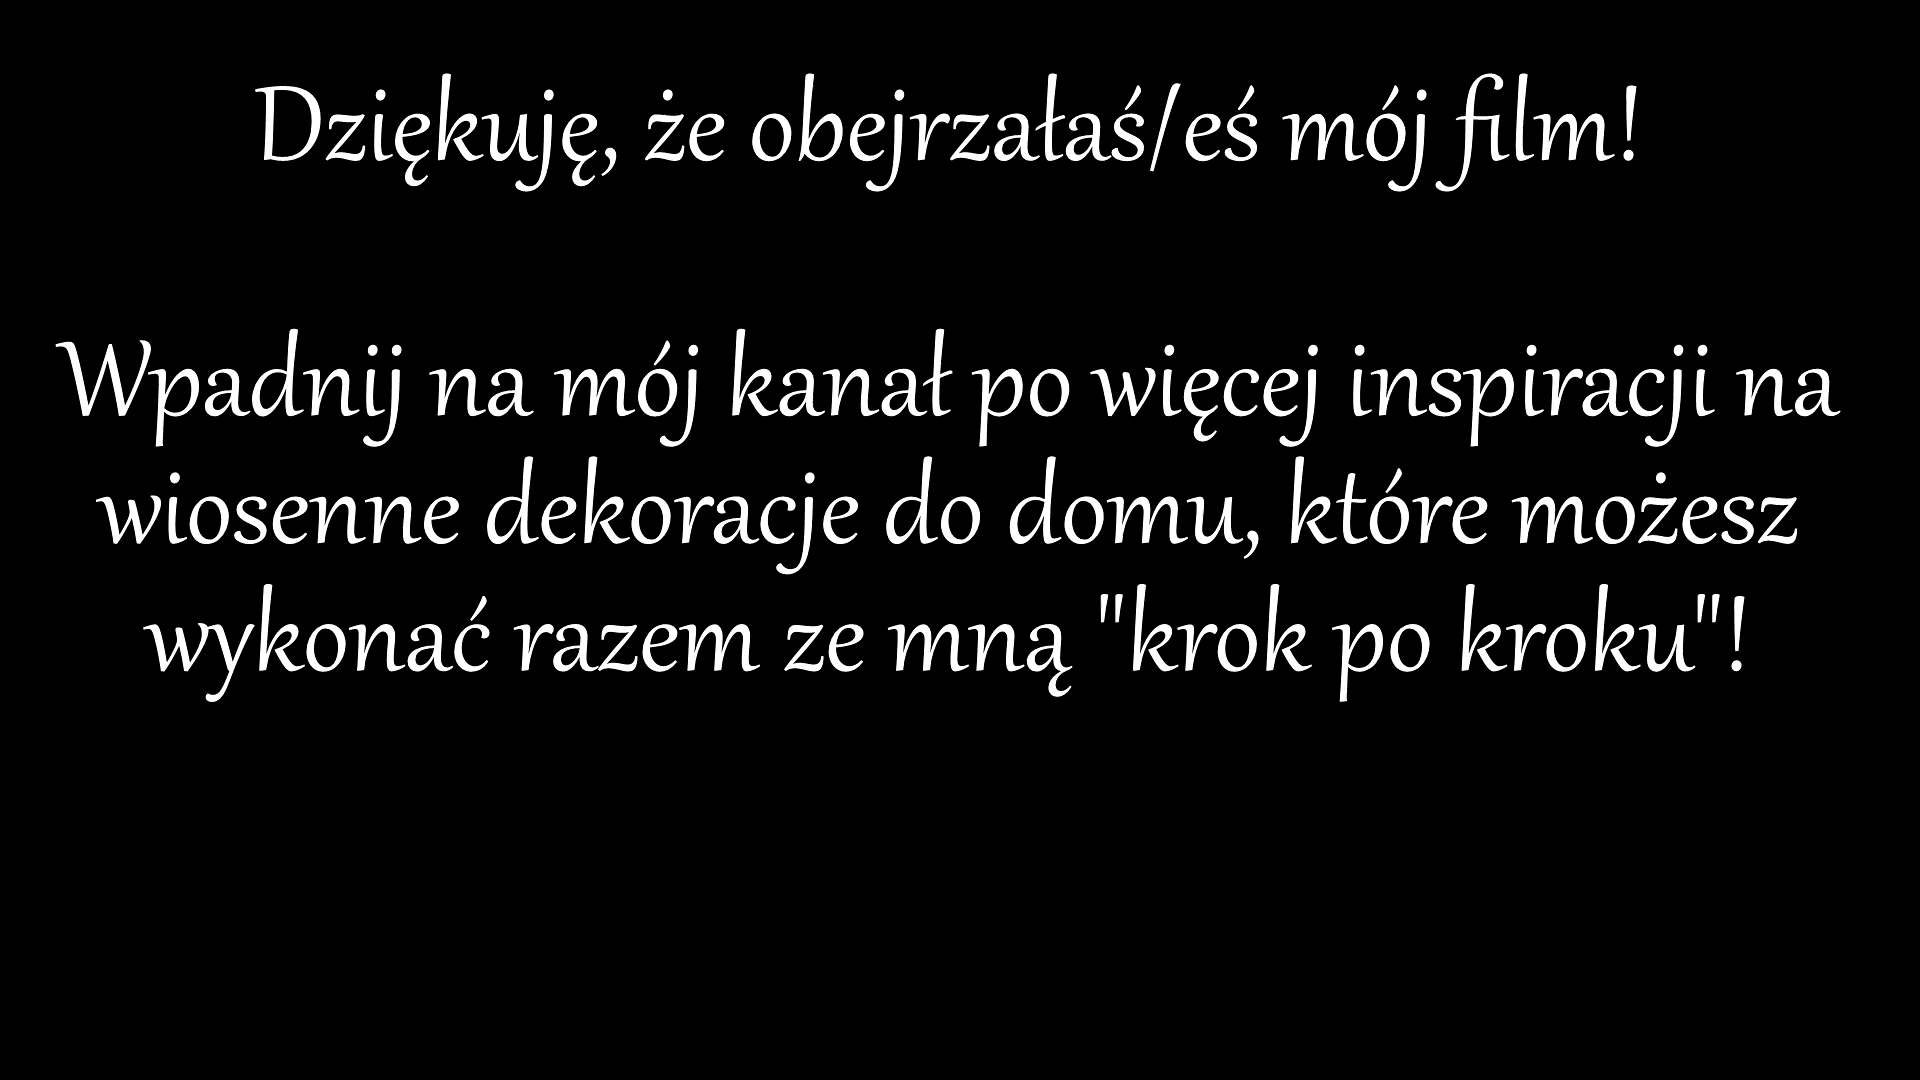 Dziękuję, że obejrzałaś/eś mój film!
Wpadnij na mój kanał po więcej inspiracji na
wiosenne dekoracje do domu, które możesz
wykonać razem ze mną "krok po kroku"!